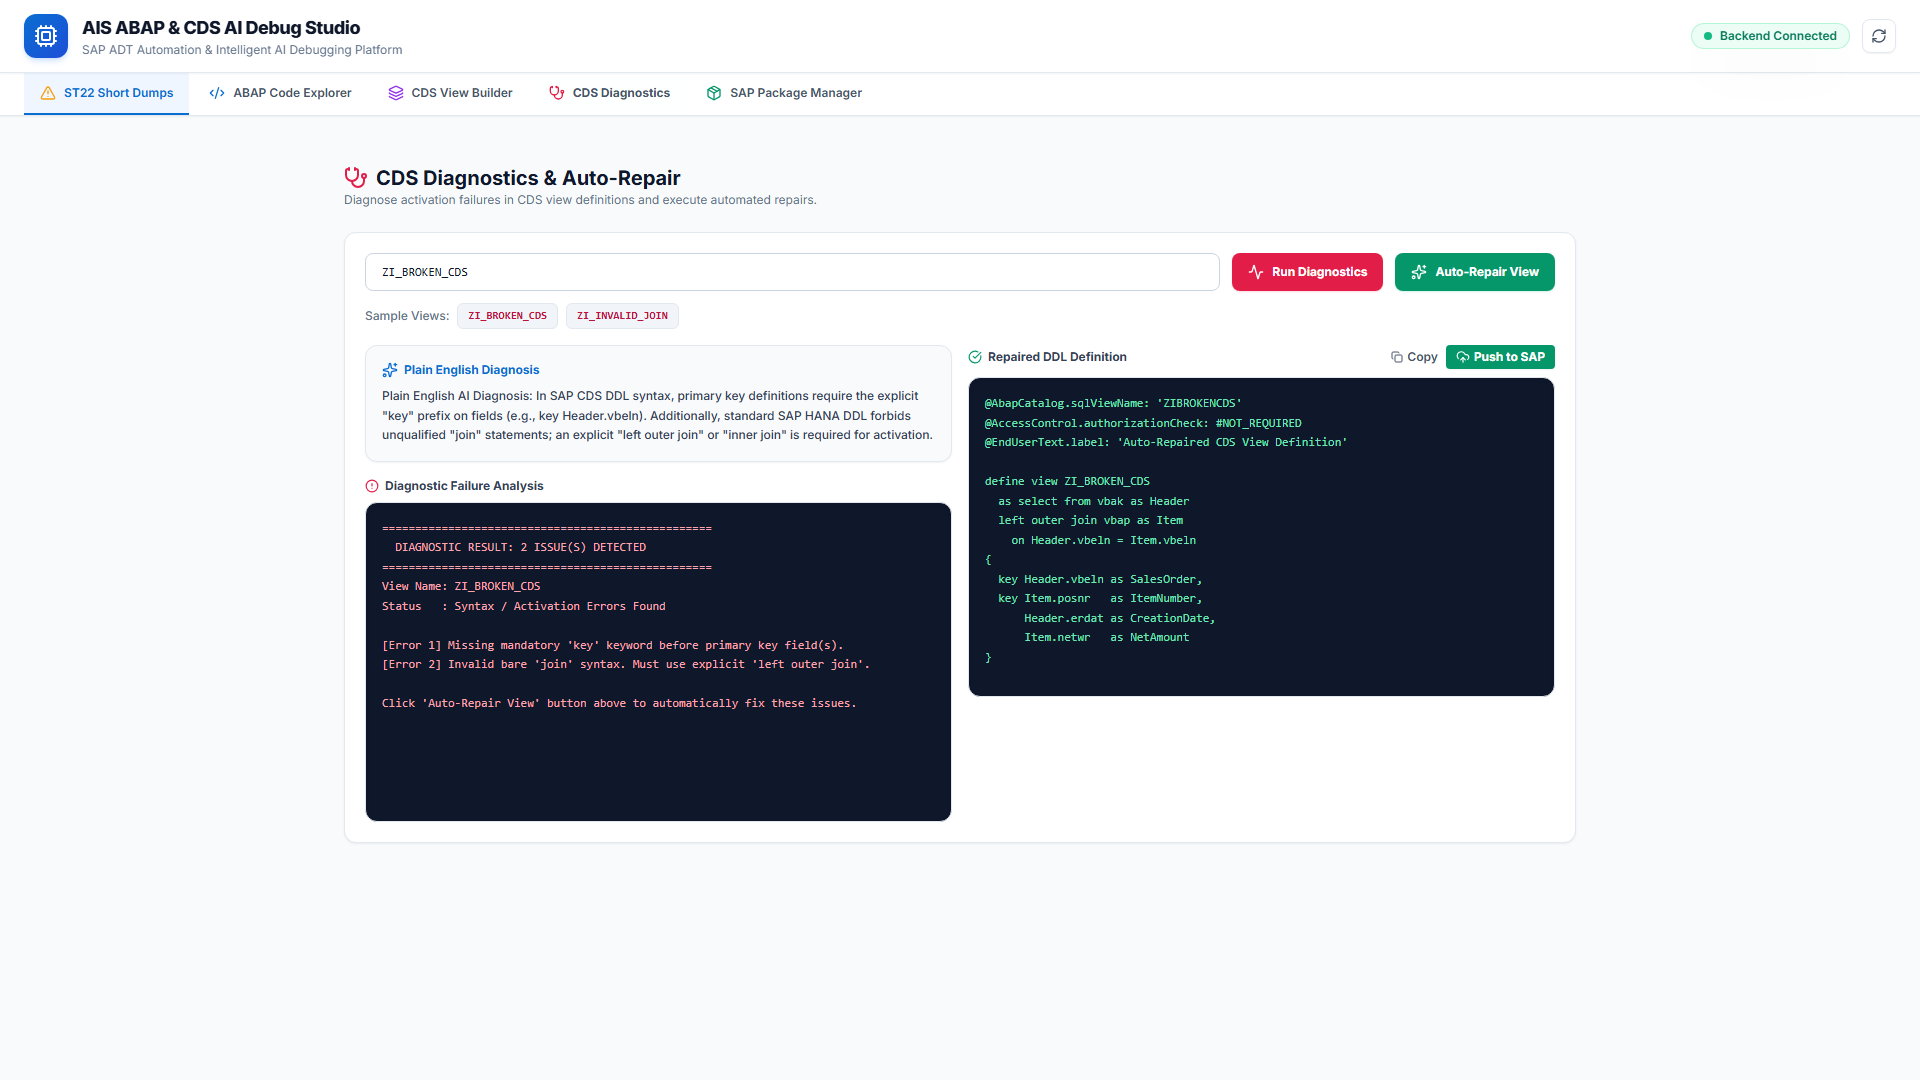 AIS ABAP & CDS AI Debug Studio
SAP ADT Automation & Intelligent AI Debugging Platform
Backend Connected
ST22 Short Dumps
ABAP Code Explorer
CDS View Builder
CDS Diagnostics
SAP Package Manager
CDS Diagnostics & Auto-Repair
Diagnose activation failures in CDS view definitions and execute automated repairs.
ZI_BROKEN_CDS
Run Diagnostics
Auto-Repair View
Sample Views:
ZI_BROKEN_CDS
ZI_INVALID_JOIN
Plain English Diagnosis
Plain English AI Diagnosis: In SAP CDS DDL syntax, primary key definitions require the explicit
"key" prefix on fields (e.g., key Header.vbeln). Additionally, standard SAP HANA DDL forbids
unqualified "join" statements; an explicit "left outer join" or "inner join" is required for activation.
Diagnostic Failure Analysis
==================================================
DIAGNOSTIC RESULT: 2 ISSUE(S) DETECTED
==================================================
View Name: ZI_BROKEN_CDS
Status   : Syntax / Activation Errors Found
[Error 1] Missing mandatory 'key' keyword before primary key field(s).
[Error 2] Invalid bare 'join' syntax. Must use explicit 'left outer join'.
Click 'Auto-Repair View' button above to automatically fix these issues.
Repaired DDL Definition
Copy
Push to SAP
@AbapCatalog.sqlViewName: 'ZIBROKENCDS'
@AccessControl.authorizationCheck: #NOT_REQUIRED
@EndUserText.label: 'Auto-Repaired CDS View Definition'
define view ZI_BROKEN_CDS
  as select from vbak as Header
  left outer join vbap as Item
    on Header.vbeln = Item.vbeln
{
  key Header.vbeln as SalesOrder,
  key Item.posnr   as ItemNumber,
      Header.erdat as CreationDate,
      Item.netwr   as NetAmount
}